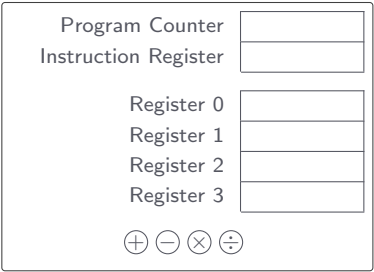 Program Counter
Instruction Register
Register 0
Register 1
Register 2
Register 3
⊕ ⊖ ⊗ ⨸